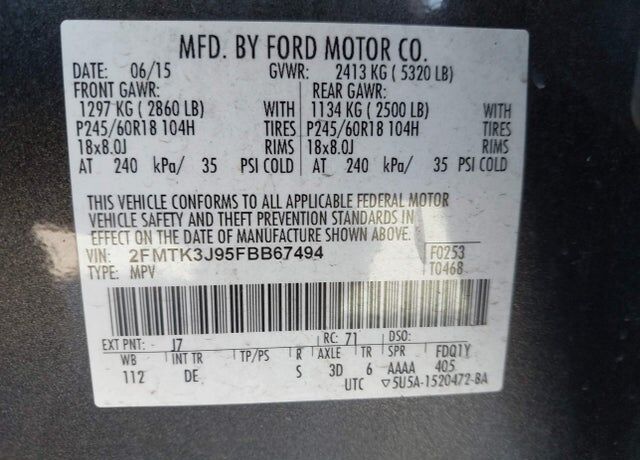 MFD. BY FORD MOTOR CO.
DATE: 06/15 GVWR: 2413 KG ( 5320 LB)
FRONT GAWR: REAR GAWR:
1297 KG ( 2860 LB) WITH 1134 KG ( 2500 LB) WITH
P245/60R18 104H TIRES P245/60R18 104H TIRES
18x8.0J RIMS 18x8.0J RIMS
AT 240 kPa/ 35 PSI COLD AT 240 kPa/ 35 PSI COLD
THIS VEHICLE CONFORMS TO ALL APPLICABLE FEDERAL MOTOR
VEHICLE SAFETY AND THEFT PREVENTION STANDARDS IN
EFFECT ON THE DATE OF MANUFACTURE SHOWN ABOVE.
VIN: 2FMTK3J95FBB67494 F0253
TYPE: MPV T0468
EXT PNT: J7 RC: 71 DSO:
WB INT TR TP/PS R AXLE TR SPR FDQ1Y
112 DE S 3D 6 AAAA 405
UTC ▽5U5A-1520472-BA